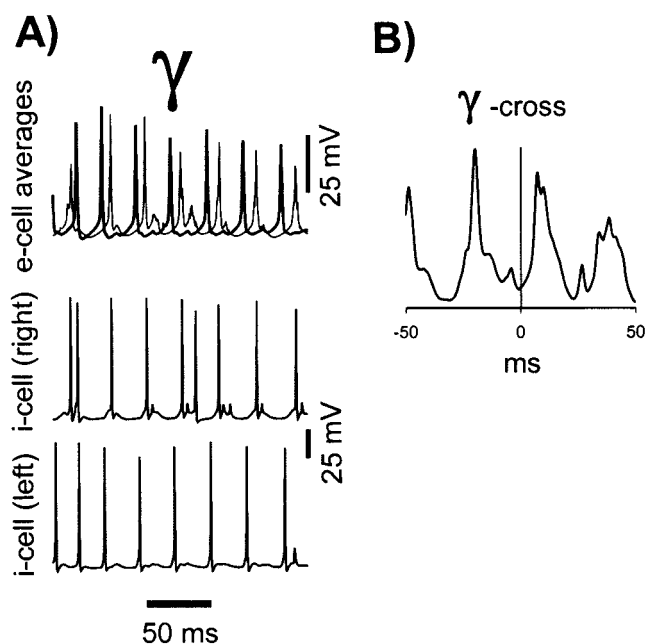 A)
γ
e-cell averages
25 mV
i-cell (right)
25 mV
i-cell (left)
50 ms
B)
γ -cross
-50
0
50
ms